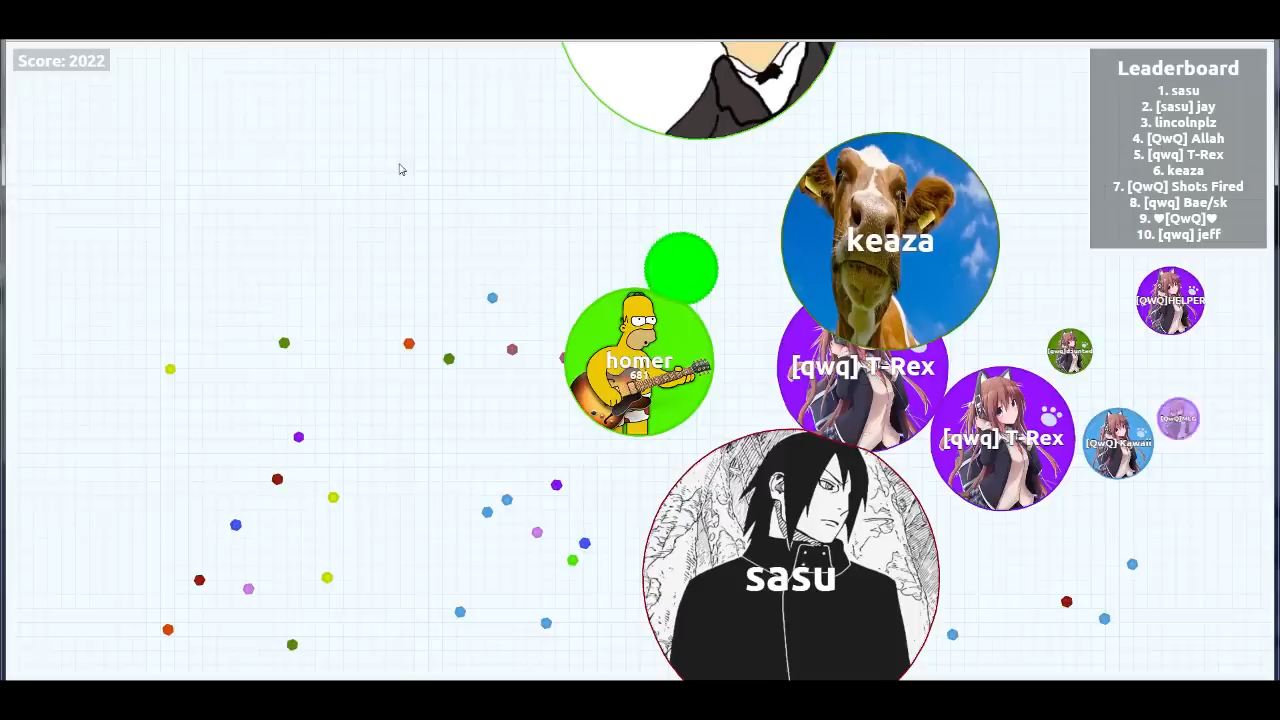 Score: 2022
Leaderboard
1. sasu
2. [sasu] jay
3. lincolnplz
4. [QwQ] Allah
5. [qwq] T-Rex
6. keaza
7. [QwQ] Shots Fired
8. [qwq] Bae/sk
9. ♥[QwQ]♥
10. [qwq] jeff
keaza
[QWQ]HELPER
homer
681
[qwq] T-Rex
[qwq] T-Rex
[QwQ] Kawaii
sasu